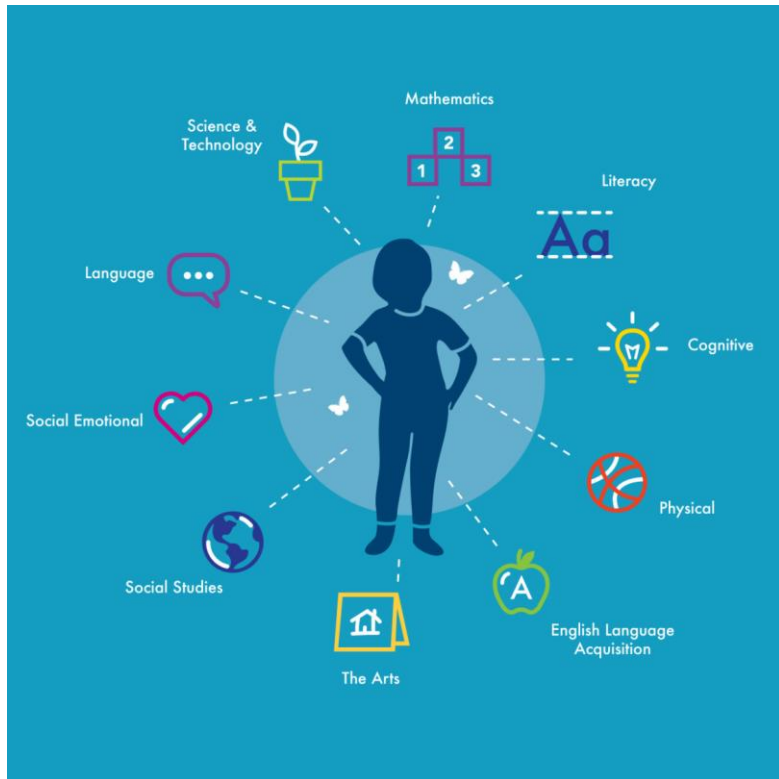 Mathematics
2
1 3
Science &
Technology
Literacy
Aa
Language
Cognitive
Social Emotional
Physical
Social Studies
A
English Language
Acquisition
The Arts